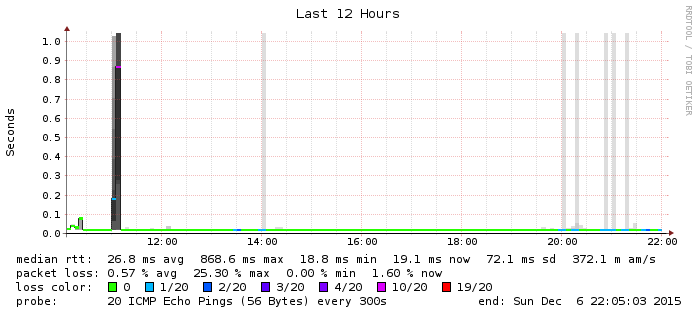 Last 12 Hours
RRDTOOL / TOBI OETIKER
Seconds
1.0
0.9
0.8
0.7
0.6
0.5
0.4
0.3
0.2
0.1
0.0
12:00 14:00 16:00 18:00 20:00 22:00
median rtt: 26.8 ms avg 868.6 ms max 18.8 ms min 19.1 ms now 72.1 ms sd 372.1 m am/s
packet loss: 0.57 % avg 25.30 % max 0.00 % min 1.60 % now
loss color: 0 1/20 2/20 3/20 4/20 10/20 19/20
probe: 20 ICMP Echo Pings (56 Bytes) every 300s end: Sun Dec 6 22:05:03 2015